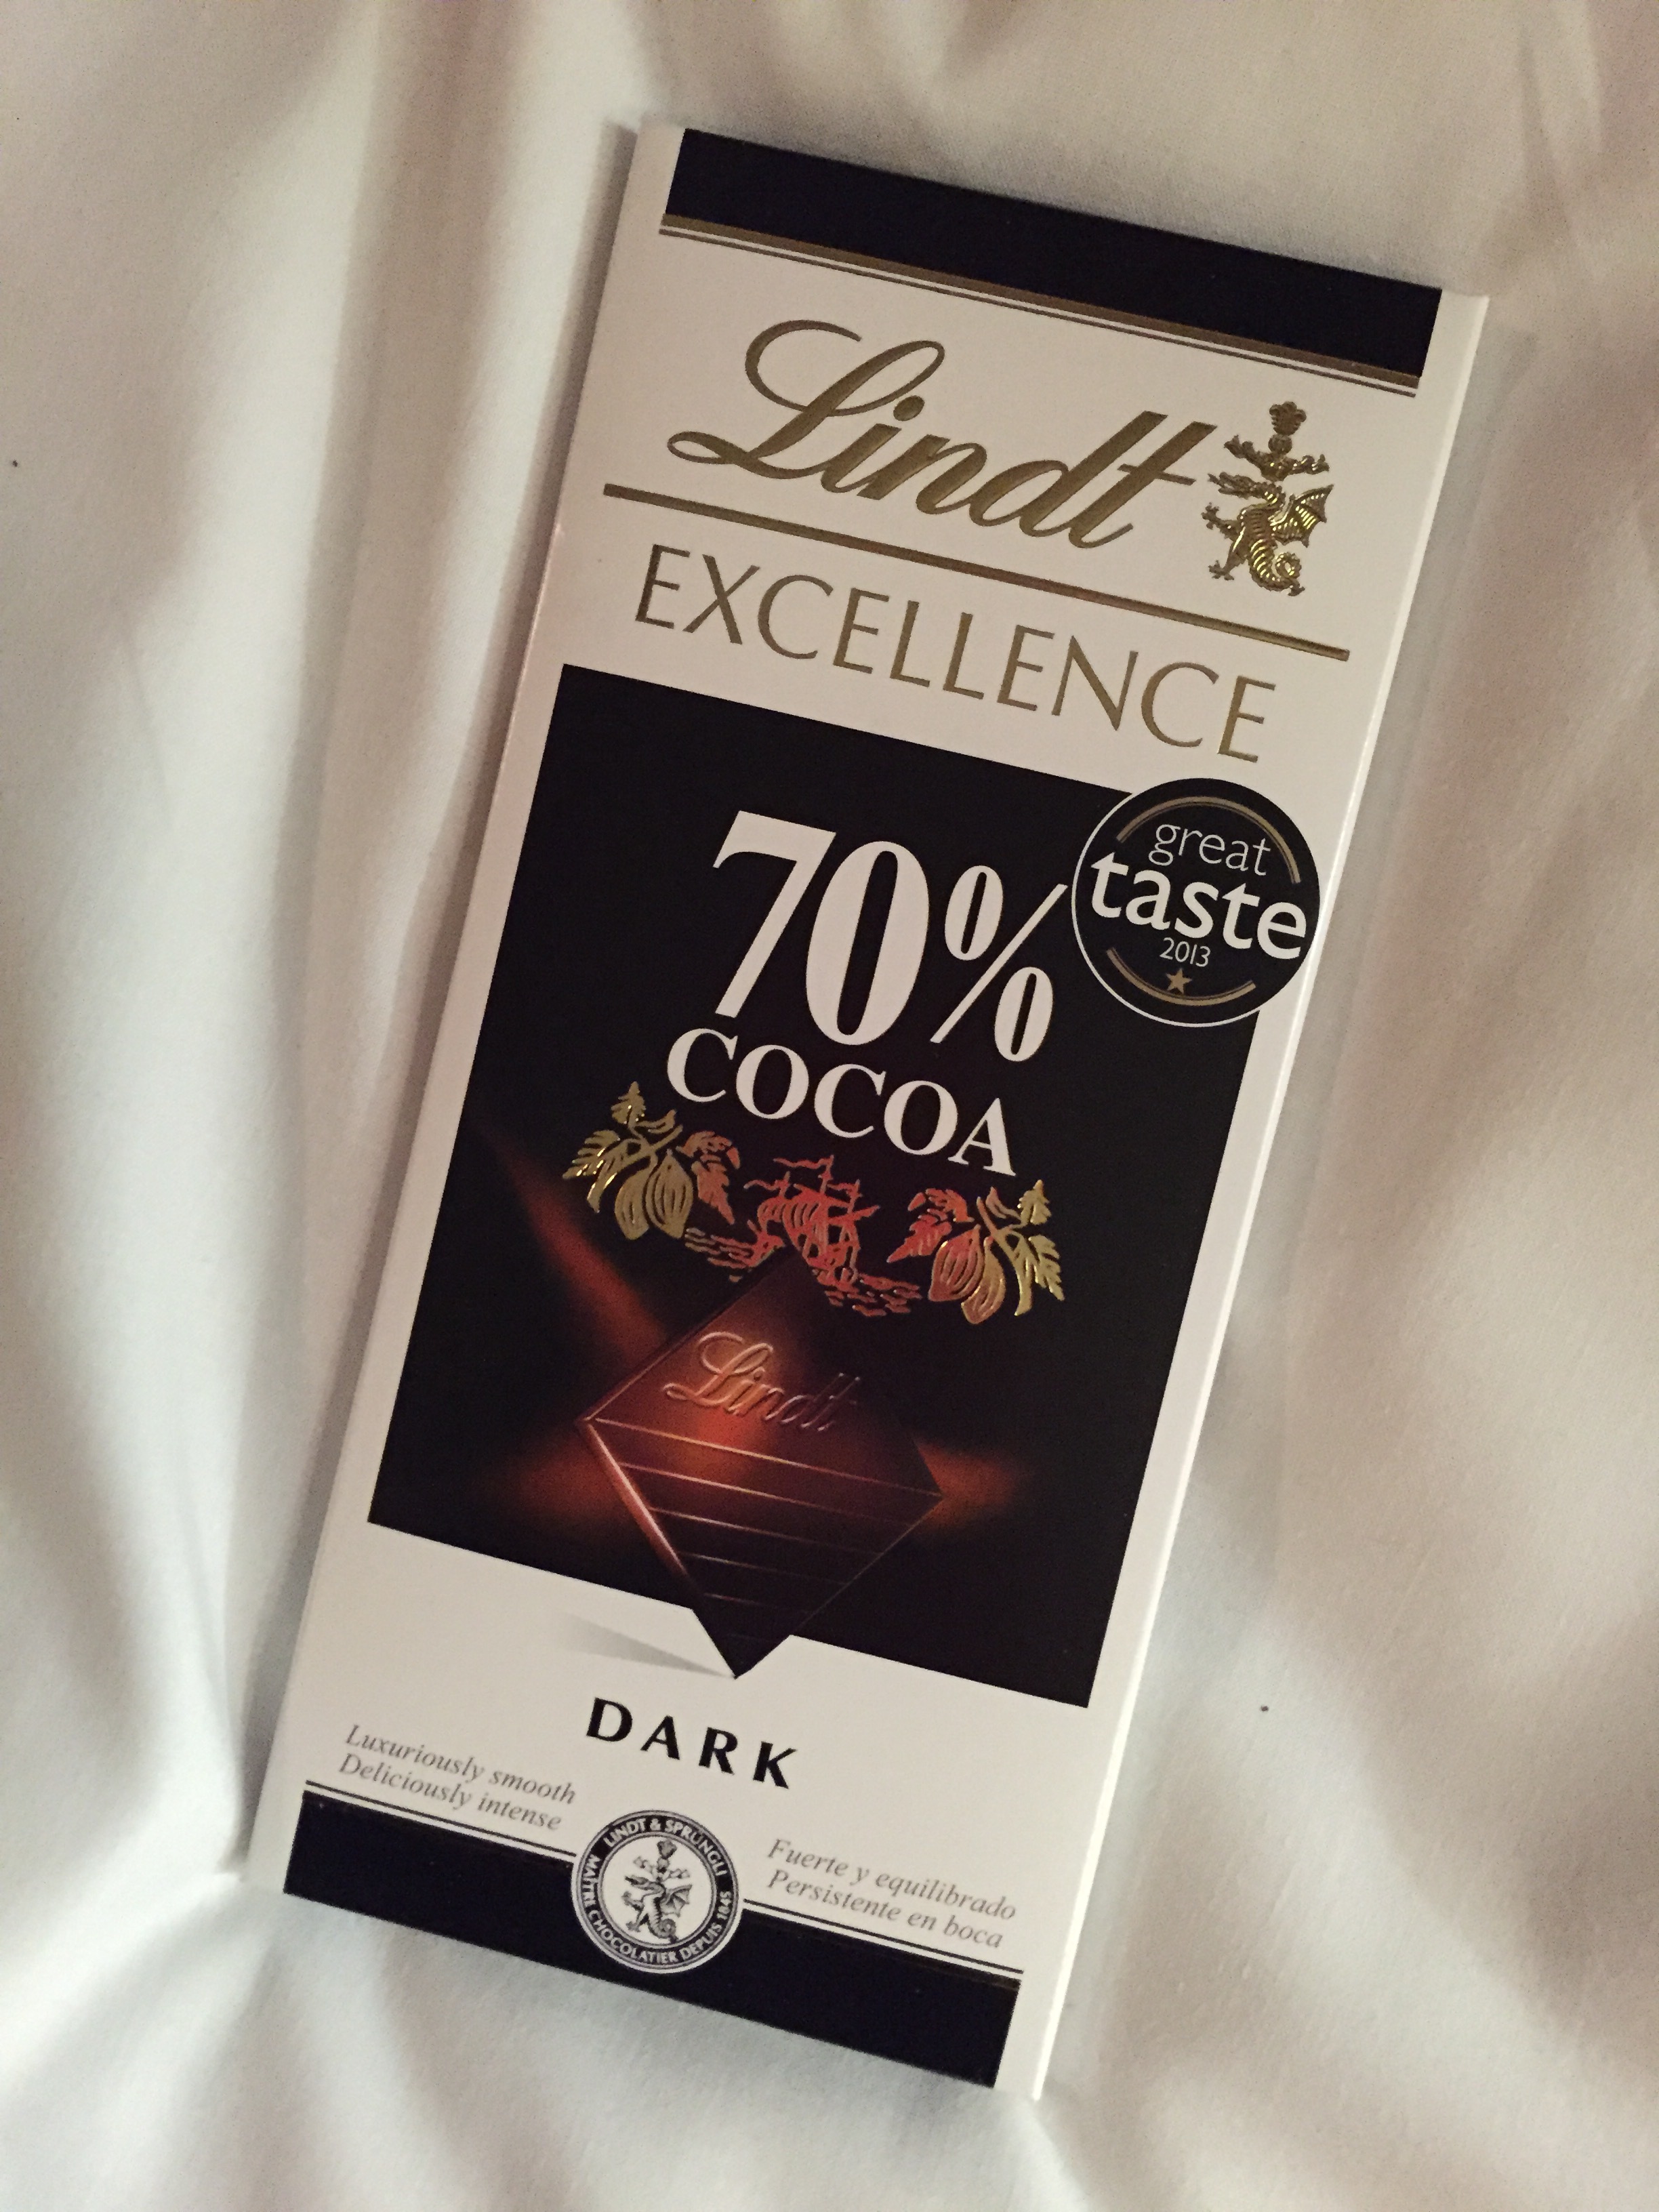 Lindt
EXCELLENCE
great
taste
2013
70%
COCOA
Lindt
DARK
Luxuriously smooth
Deliciously intense
LINDT & SPRÜNGLI
MAÎTRE CHOCOLATIER DEPUIS 1845
Fuerte y equilibrado
Persistente en boca